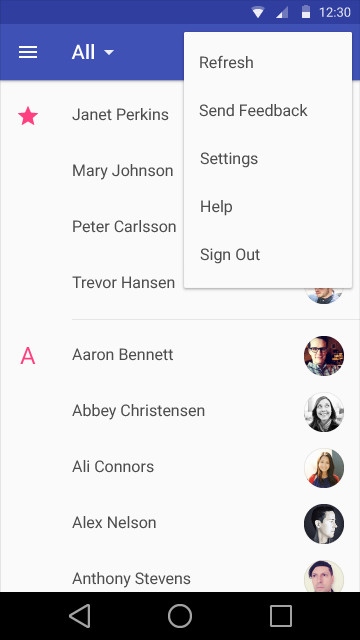 12:30
All
Refresh
Send Feedback
Settings
Help
Sign Out
Janet Perkins
Mary Johnson
Peter Carlsson
Trevor Hansen
A
Aaron Bennett
Abbey Christensen
Ali Connors
Alex Nelson
Anthony Stevens